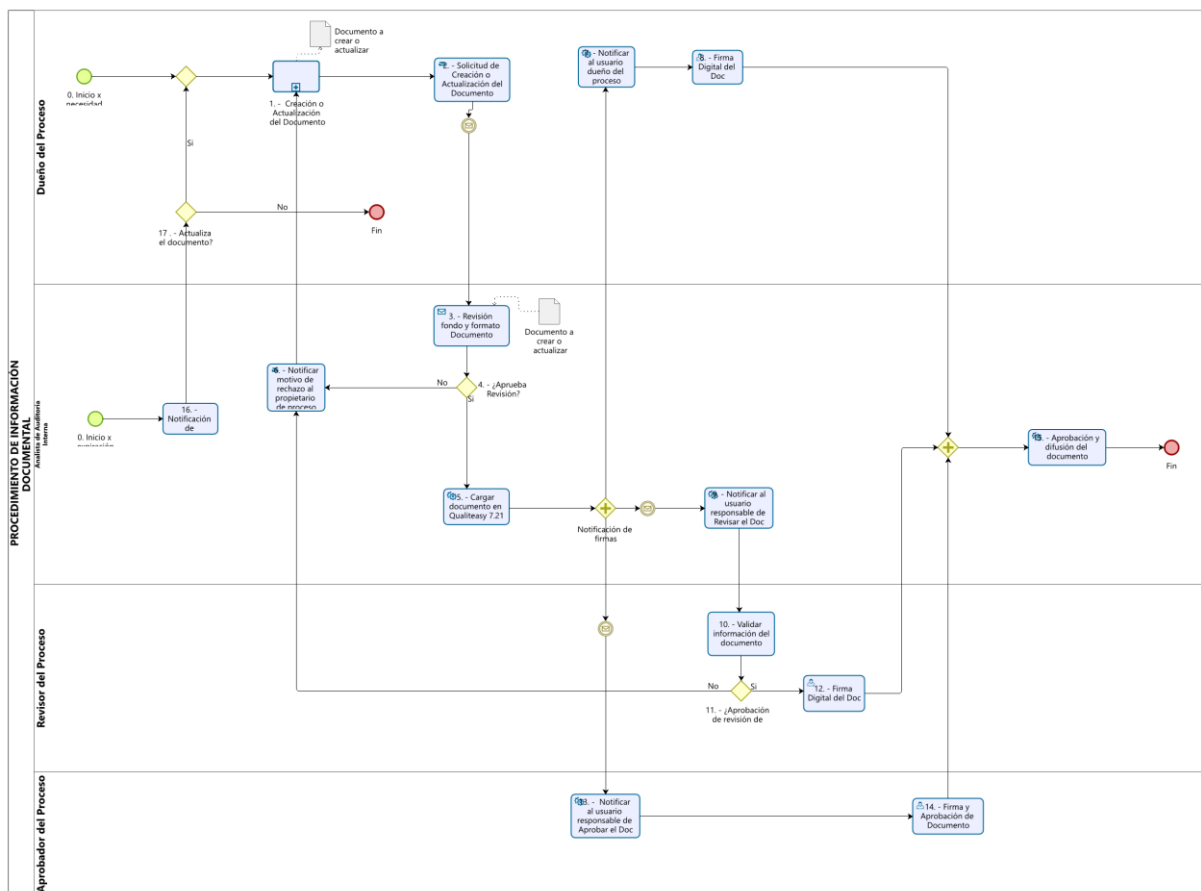 PROCEDIMIENTO DE INFORMACIÓN
DOCUMENTAL
Dueño del Proceso
0. Inicio x
necesidad
Documento a
crear o
actualizar
1. - Creación o
Actualización
del Documento
- Solicitud de
Creación o
Actualización del
Documento
- Notificar
al usuario
dueño del
proceso
8. - Firma
Digital del
Doc
Si
17 . - Actualiza
el documento?
No
Fin
Analista de Auditoría
Interna
0. Inicio x
16. -
Notificación
de
3. - Revisión
fondo y formato
Documento
Documento a
crear o
actualizar
4. - ¿Aprueba
Revisión?
No
Si
6. - Notificar
motivo de
rechazo al
propietario
de proceso
5. - Cargar
documento en
Qualiteasy 7.21
Notificación de
firmas
- Notificar al
usuario
responsable de
Revisar el Doc
- Aprobación y
difusión del
documento
Fin
Revisor del Proceso
10. - Validar
información del
documento
No
Si
11. - ¿Aprobación
de revisión de
12. - Firma
Digital del Doc
Aprobador del Proceso
13. - Notificar
al usuario
responsable de
Aprobar el Doc
14. - Firma y
Aprobación de
Documento